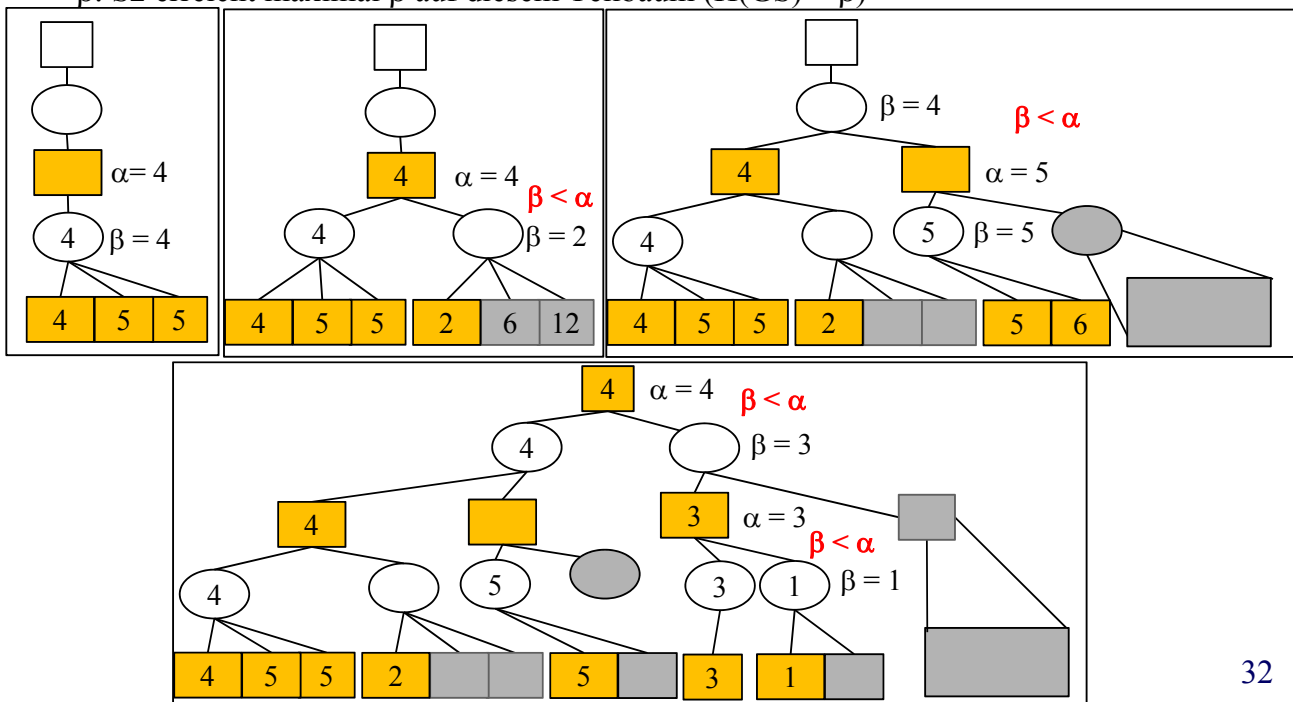 α= 4
4 β = 4
4 5 5
4 α = 4
β < α
4 β = 2
4 5 5 2 6 12
β = 4
β < α
4 α = 5
4 5 β = 5
4 5 5 2 5 6
4 α = 4 β < α
4 β = 3
4 3 α = 3
β < α
4 5 3 1 β = 1
4 5 5 2 5 3 1
32